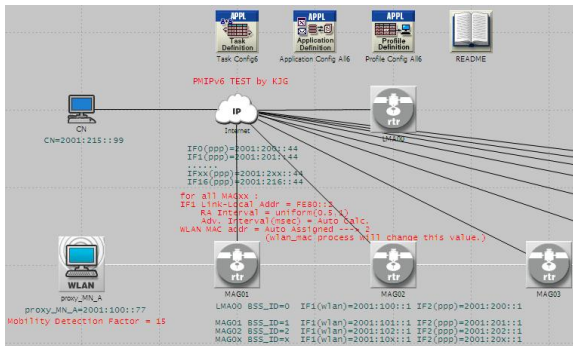 APPL
Task
Definition
Task Config6
APPL
Application
Definition
Application Config All6
APPL
Profile
Definition
Profile Config All6
README
PMIPv6 TEST by KJG
CN
CN=2001:215::99
IP
Internet
rtr
LMA00
IF0(ppp)=2001:200::44
IF1(ppp)=2001:201::44
......
IFxx(ppp)=2001:2xx::44
IF16(ppp)=2001:216::44
for all MAGxx :
IF1 Link-Local Addr = FE80::1
RA Interval = uniform(0.5,1)
Adv. Interval(msec) = Auto Calc.
WLAN MAC addr = Auto Assigned ---> 2
(wlan_mac process will change this value.)
WLAN
proxy_MN_A
proxy_MN_A=2001:100::77
Mobility Detection Factor = 15
rtr
MAG01
rtr
MAG02
rtr
MAG03
LMA00 BSS_ID=0 IF1(wlan)=2001:100::1 IF2(ppp)=2001:200::1
MAG01 BSS_ID=1 IF1(wlan)=2001:101::1 IF2(ppp)=2001:201::1
MAG02 BSS_ID=2 IF1(wlan)=2001:102::1 IF2(ppp)=2001:202::1
MAG0X BSS_ID=x IF1(wlan)=2001:10x::1 IF2(ppp)=2001:20x::1